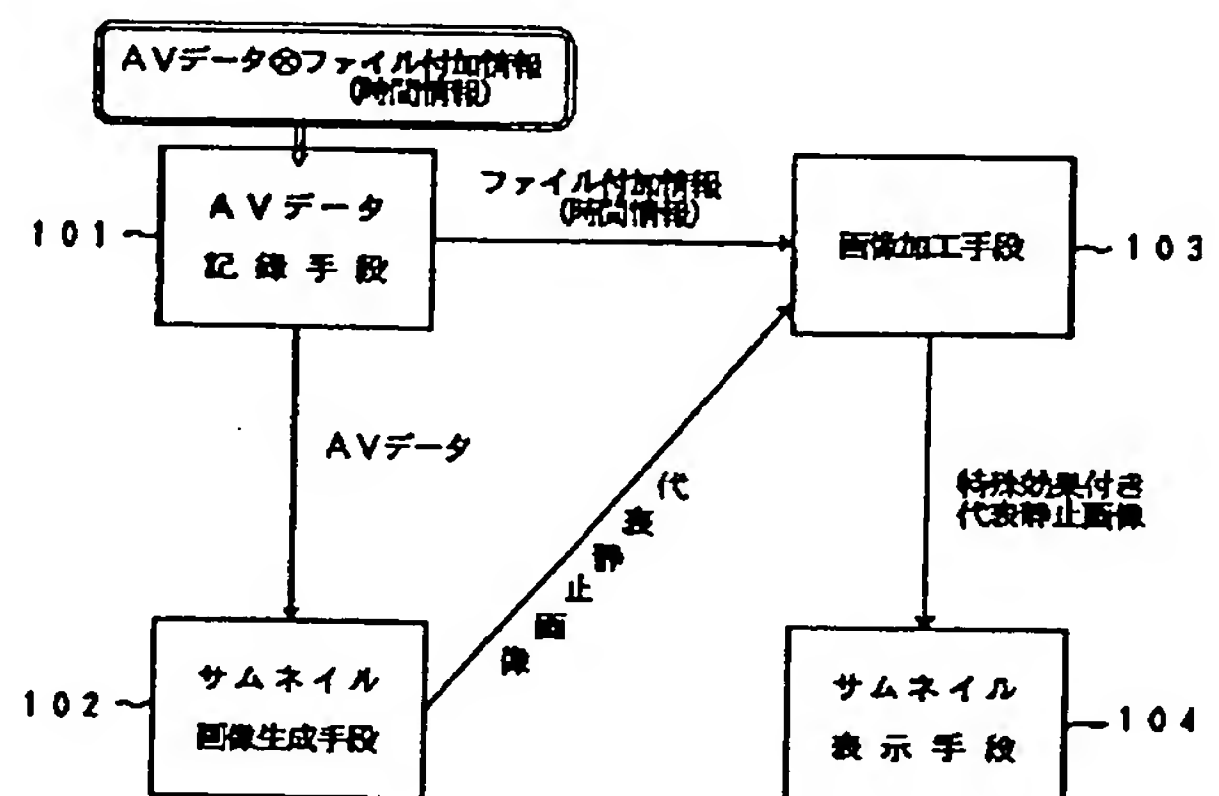 AVデータ⊗ファイル付加情報
(時間情報)
101
AVデータ
記録手段
ファイル付加情報
(時間情報)
画像加工手段
103
AVデータ
代表静止画像
特殊効果付き
代表静止画像
102
サムネイル
画像生成手段
サムネイル
表示手段
104